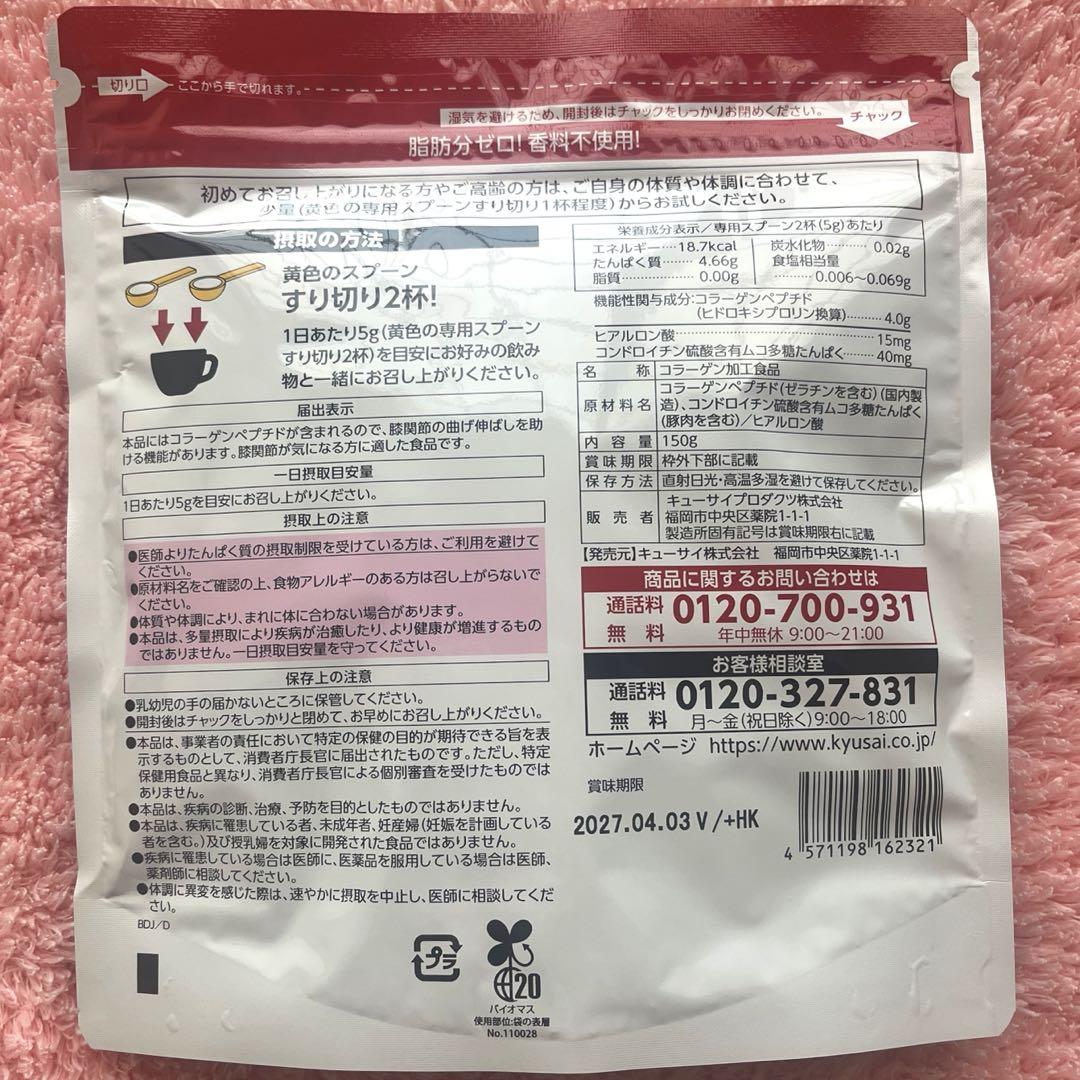 切り口
ここから手で切れます。
湿気を避けるため、開封後はチャックをしっかりお閉めください。
チャック
脂肪分ゼロ! 香料不使用!
初めてお召し上がりになる方やご高齢の方は、ご自身の体質や体調に合わせて、
少量(黄色の専用スプーンすり切り1杯程度)からお試しください。
摂取の方法
黄色のスプーン
すり切り2杯!
1日あたり5g(黄色の専用スプーン
すり切り2杯)を目安にお好みの飲み
物と一緒にお召し上がりください。
届出表示
本品にはコラーゲンペプチドが含まれるので、膝関節の曲げ伸ばしを助
ける機能があります。膝関節が気になる方に適した食品です。
一日摂取目安量
1日あたり5gを目安にお召し上がりください。
摂取上の注意
●医師よりたんぱく質の摂取制限を受けている方は、ご利用を避けて
ください。
●原材料名をご確認の上、食物アレルギーのある方は召し上がらないで
ください。
●体質や体調により、まれに体に合わない場合があります。
●本品は、多量摂取により疾病が治癒したり、より健康が増進するもの
ではありません。一日摂取目安量を守ってください。
保存上の注意
●乳幼児の手の届かないところに保管してください。
●開封後はチャックをしっかりと閉めて、お早めにお召し上がりください。
●本品は、事業者の責任において特定の保健の目的が期待できる旨を表
示するものとして、消費者庁長官に届出されたものです。ただし、特定
保健用食品と異なり、消費者庁長官による個別審査を受けたものでは
ありません。
●本品は、疾病の診断、治療、予防を目的としたものではありません。
●本品は、疾病に罹患している者、未成年者、妊産婦(妊娠を計画している
者を含む。)及び授乳婦を対象に開発された食品ではありません。
●疾病に罹患している場合は医師に、医薬品を服用している場合は医師、
薬剤師に相談してください。
●体調に異変を感じた際は、速やかに摂取を中止し、医師に相談してくだ
さい。
BDJ/D
栄養成分表示/専用スプーン2杯(5g)あたり
エネルギー…18.7kcal
たんぱく質………4.66g
脂質…………0.00g
炭水化物………0.02g
食塩相当量
………0.006〜0.069g
機能性関与成分:コラーゲンペプチド
(ヒドロキシプロリン換算)………4.0g
ヒアルロン酸……………15mg
コンドロイチン硫酸含有ムコ多糖たんぱく………40mg
名称 コラーゲン加工食品
原材料名 コラーゲンペプチド(ゼラチンを含む)(国内製
造)、コンドロイチン硫酸含有ムコ多糖たんぱく
(豚肉を含む)/ヒアルロン酸
内容量 150g
賞味期限 枠外下部に記載
保存方法 直射日光・高温多湿を避けて保存してください。
販売者 キューサイプロダクツ株式会社
福岡市中央区薬院1-1-1
製造所固有記号は賞味期限右に記載
【発売元】キューサイ株式会社 福岡市中央区薬院1-1-1
商品に関するお問い合わせは
通話料無料 0120-700-931
年中無休 9:00〜21:00
お客様相談室
通話料無料 0120-327-831
月〜金(祝日除く)9:00〜18:00
ホームページ https://www.kyusai.co.jp/
賞味期限
2027.04.03 V /+HK
4 571198 162321
プラ
20
バイオマス
使用部位:袋の表層
No.110028